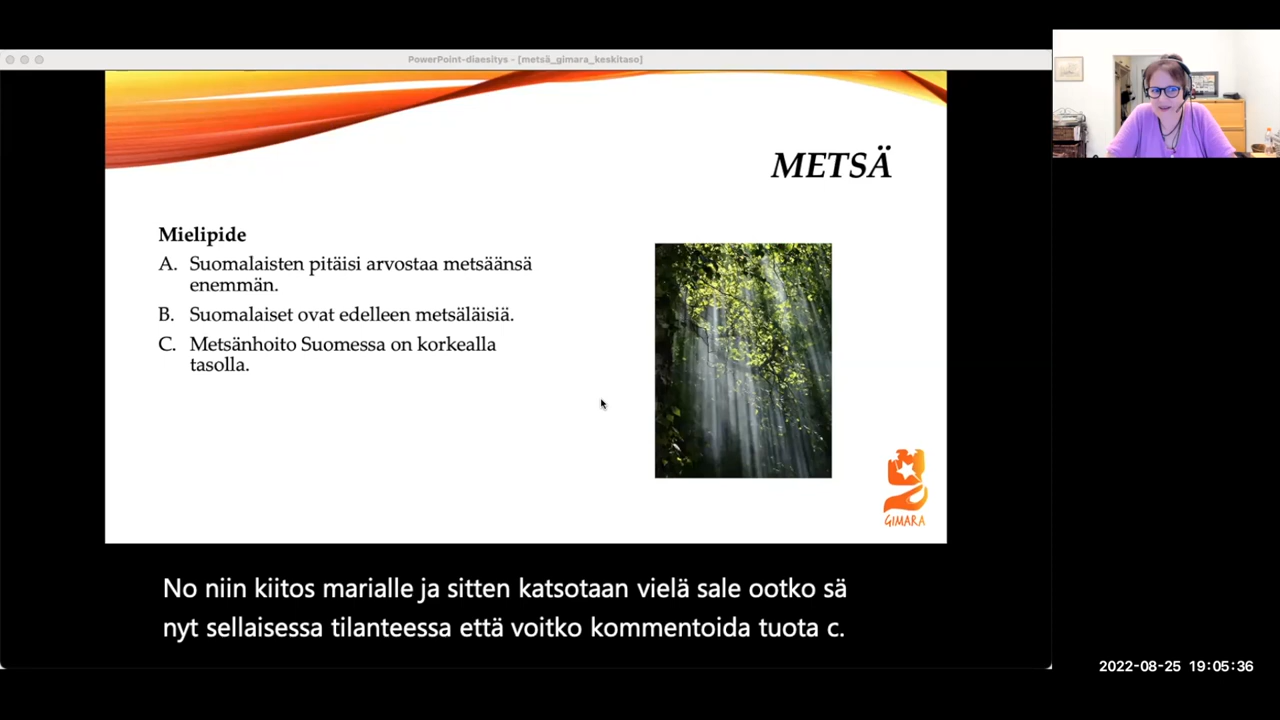 PowerPoint-diaesitys - [metsä_gimara_keskitaso]
METSÄ
Mielipide
A. Suomalaisten pitäisi arvostaa metsäänsä
enemmän.
B. Suomalaiset ovat edelleen metsäläisiä.
C. Metsänhoito Suomessa on korkealla
tasolla.
GIMARA
No niin kiitos marialle ja sitten katsotaan vielä sale ootko sä
nyt sellaisessa tilanteessa että voitko kommentoida tuota c.
2022-08-25 19:05:36